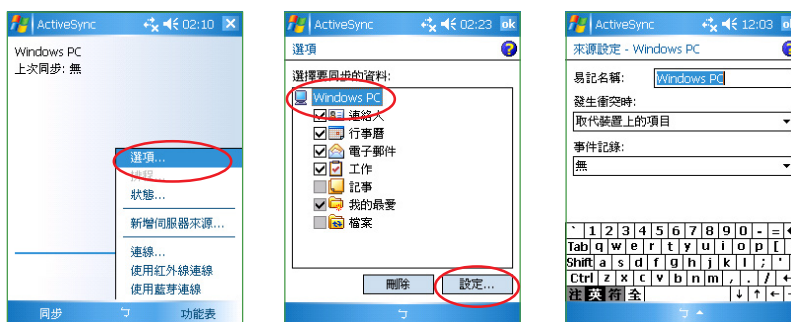 ActiveSync 02:10
Windows PC
上次同步: 無
選項...
排程...
狀態...
新增伺服器來源...
連線...
使用紅外線連線
使用藍芽連線
同步 功能表
ActiveSync 02:23 ok
選項
選擇要同步的資料:
Windows PC
連絡人
行事曆
電子郵件
工作
記事
我的最愛
檔案
刪除 設定...
ActiveSync 12:03 ok
來源設定 - Windows PC
易記名稱: Windows PC
發生衝突時:
取代裝置上的項目
事件記錄:
無
` 1 2 3 4 5 6 7 8 9 0 - =
Tab q w e r t y u i o p [
Shift a s d f g h j k l ; '
Ctrl z x c v b n m , . /
注 英 符 全